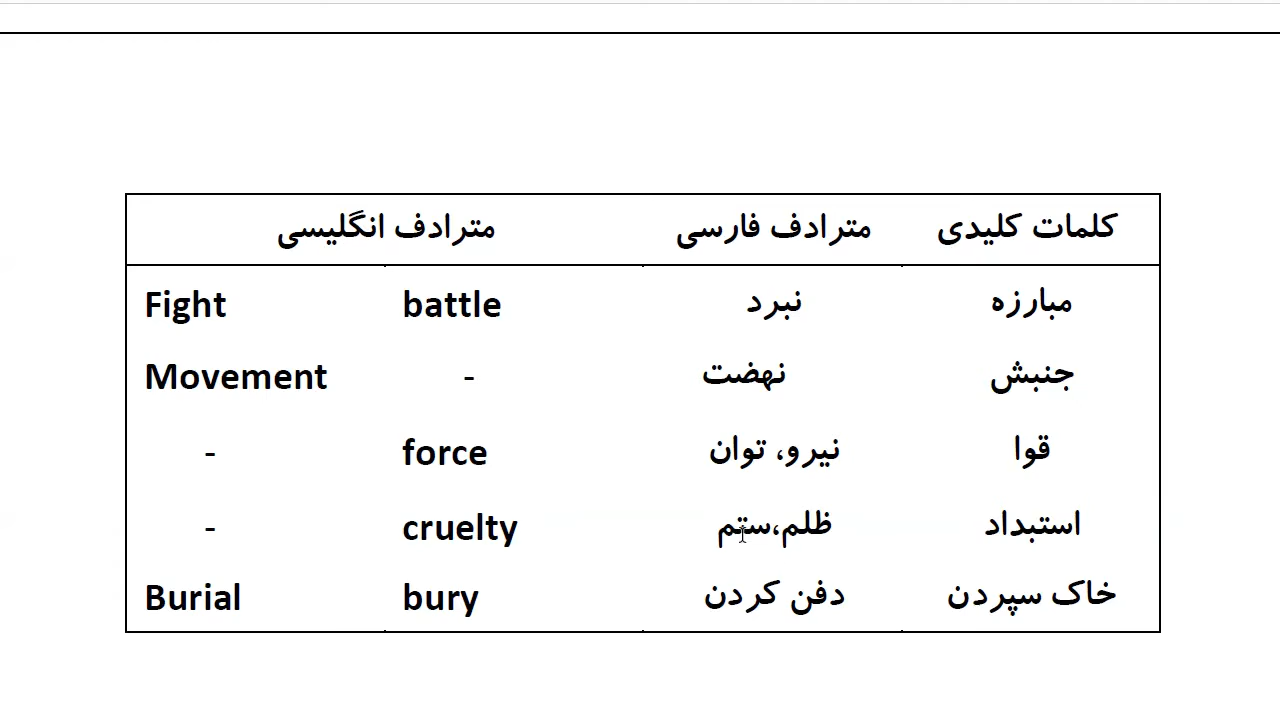 کلمات کلیدی مترادف فارسی مترادف انگلیسی
مبارزه نبرد battle Fight
جنبش نهضت - Movement
قوا نیرو، توان force -
استبداد ظلم،ستم cruelty -
خاک سپردن دفن کردن bury Burial